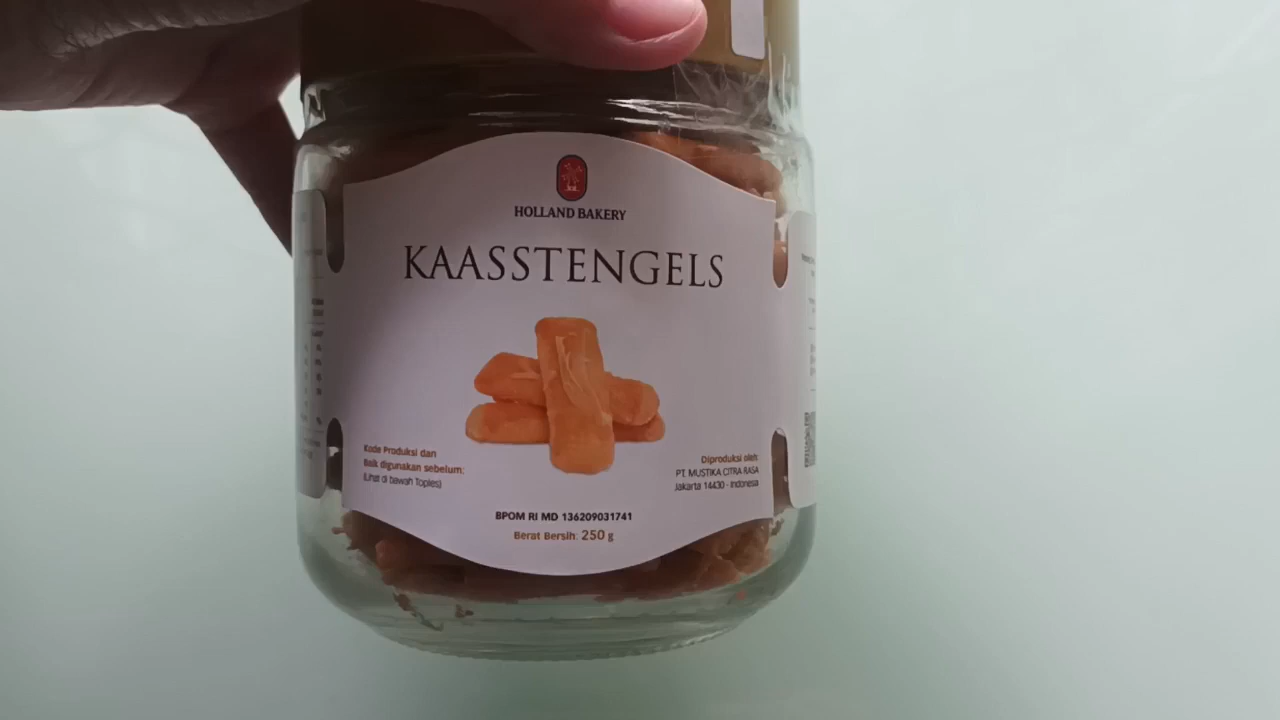 HOLLAND BAKERY
KAASSTENGELS
Kode Produksi dan
Baik digunakan sebelum:
(Lihat di bawah Toples)
Diproduksi oleh:
PT. MUSTIKA CITRA RASA
Jakarta 14430 - Indonesia
BPOM RI MD 136209031741
Berat Bersih: 250 g